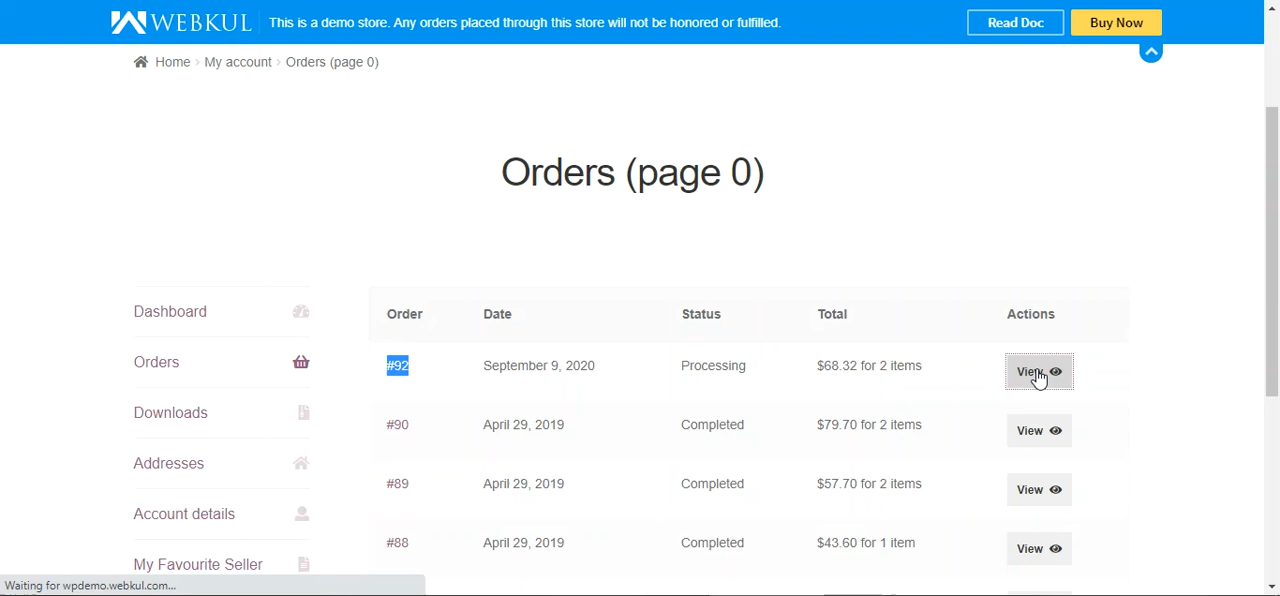 WEBKUL This is a demo store. Any orders placed through this store will not be honored or fulfilled. Read Doc Buy Now
Home › My account › Orders (page 0)
Orders (page 0)
Dashboard
Orders
Downloads
Addresses
Account details
My Favourite Seller
Order Date Status Total Actions
#92 September 9, 2020 Processing $68.32 for 2 items View
#90 April 29, 2019 Completed $79.70 for 2 items View
#89 April 29, 2019 Completed $57.70 for 2 items View
#88 April 29, 2019 Completed $43.60 for 1 item View
Waiting for wpdemo.webkul.com...